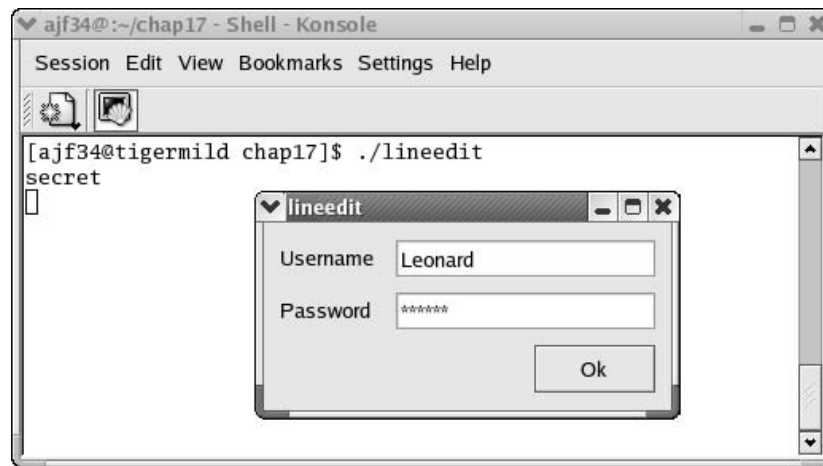 ajf34@:~/chap17 - Shell - Konsole
Session Edit View Bookmarks Settings Help
[ajf34@tigermild chap17]$ ./lineedit
secret
lineedit
Username Leonard
Password ******
Ok